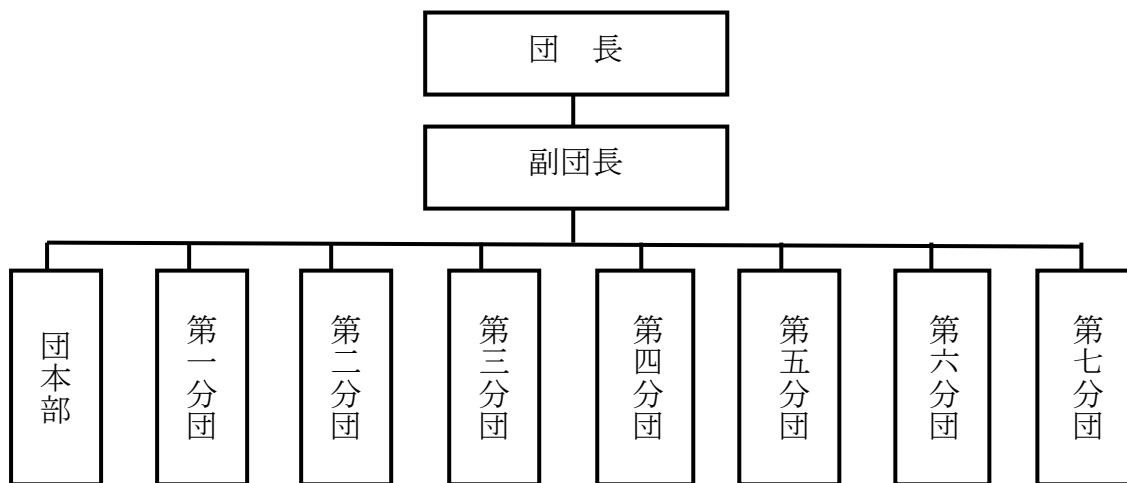 団　長
副団長
団本部
第一分団
第二分団
第三分団
第四分団
第五分団
第六分団
第七分団